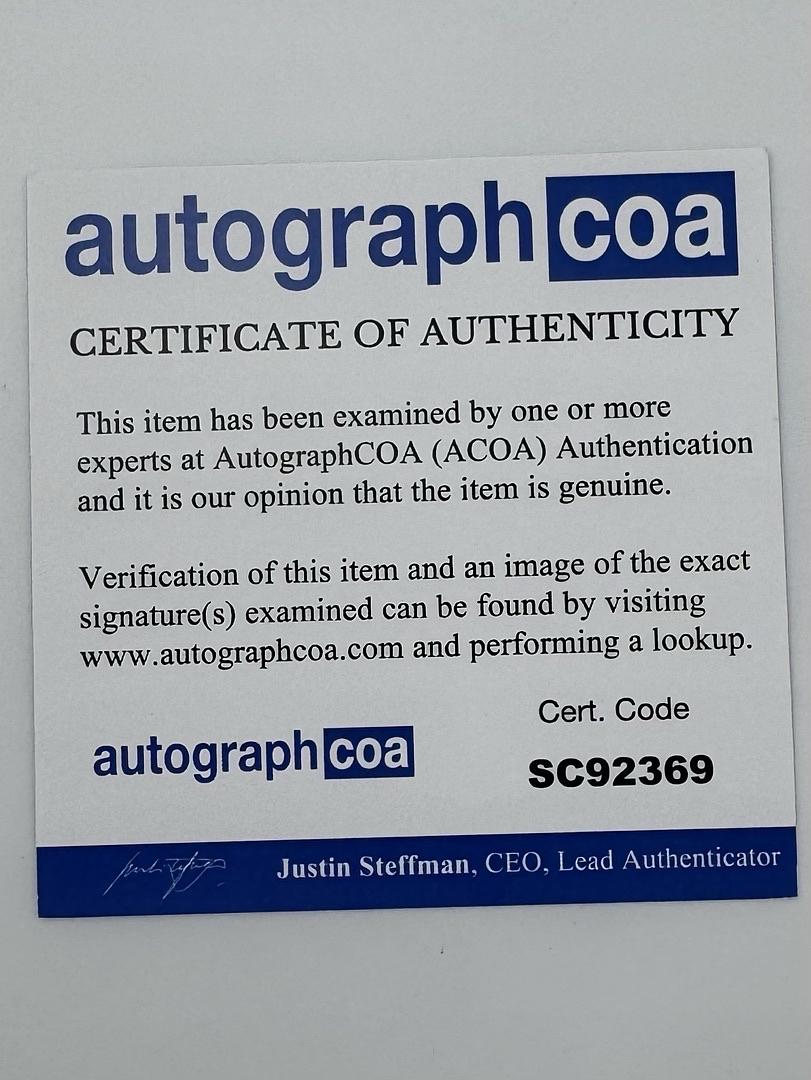 autographcoa
CERTIFICATE OF AUTHENTICITY
This item has been examined by one or more
experts at AutographCOA (ACOA) Authentication
and it is our opinion that the item is genuine.
Verification of this item and an image of the exact
signature(s) examined can be found by visiting
www.autographcoa.com and performing a lookup.
Cert. Code
autographcoa
SC92369
Justin Steffman, CEO, Lead Authenticator